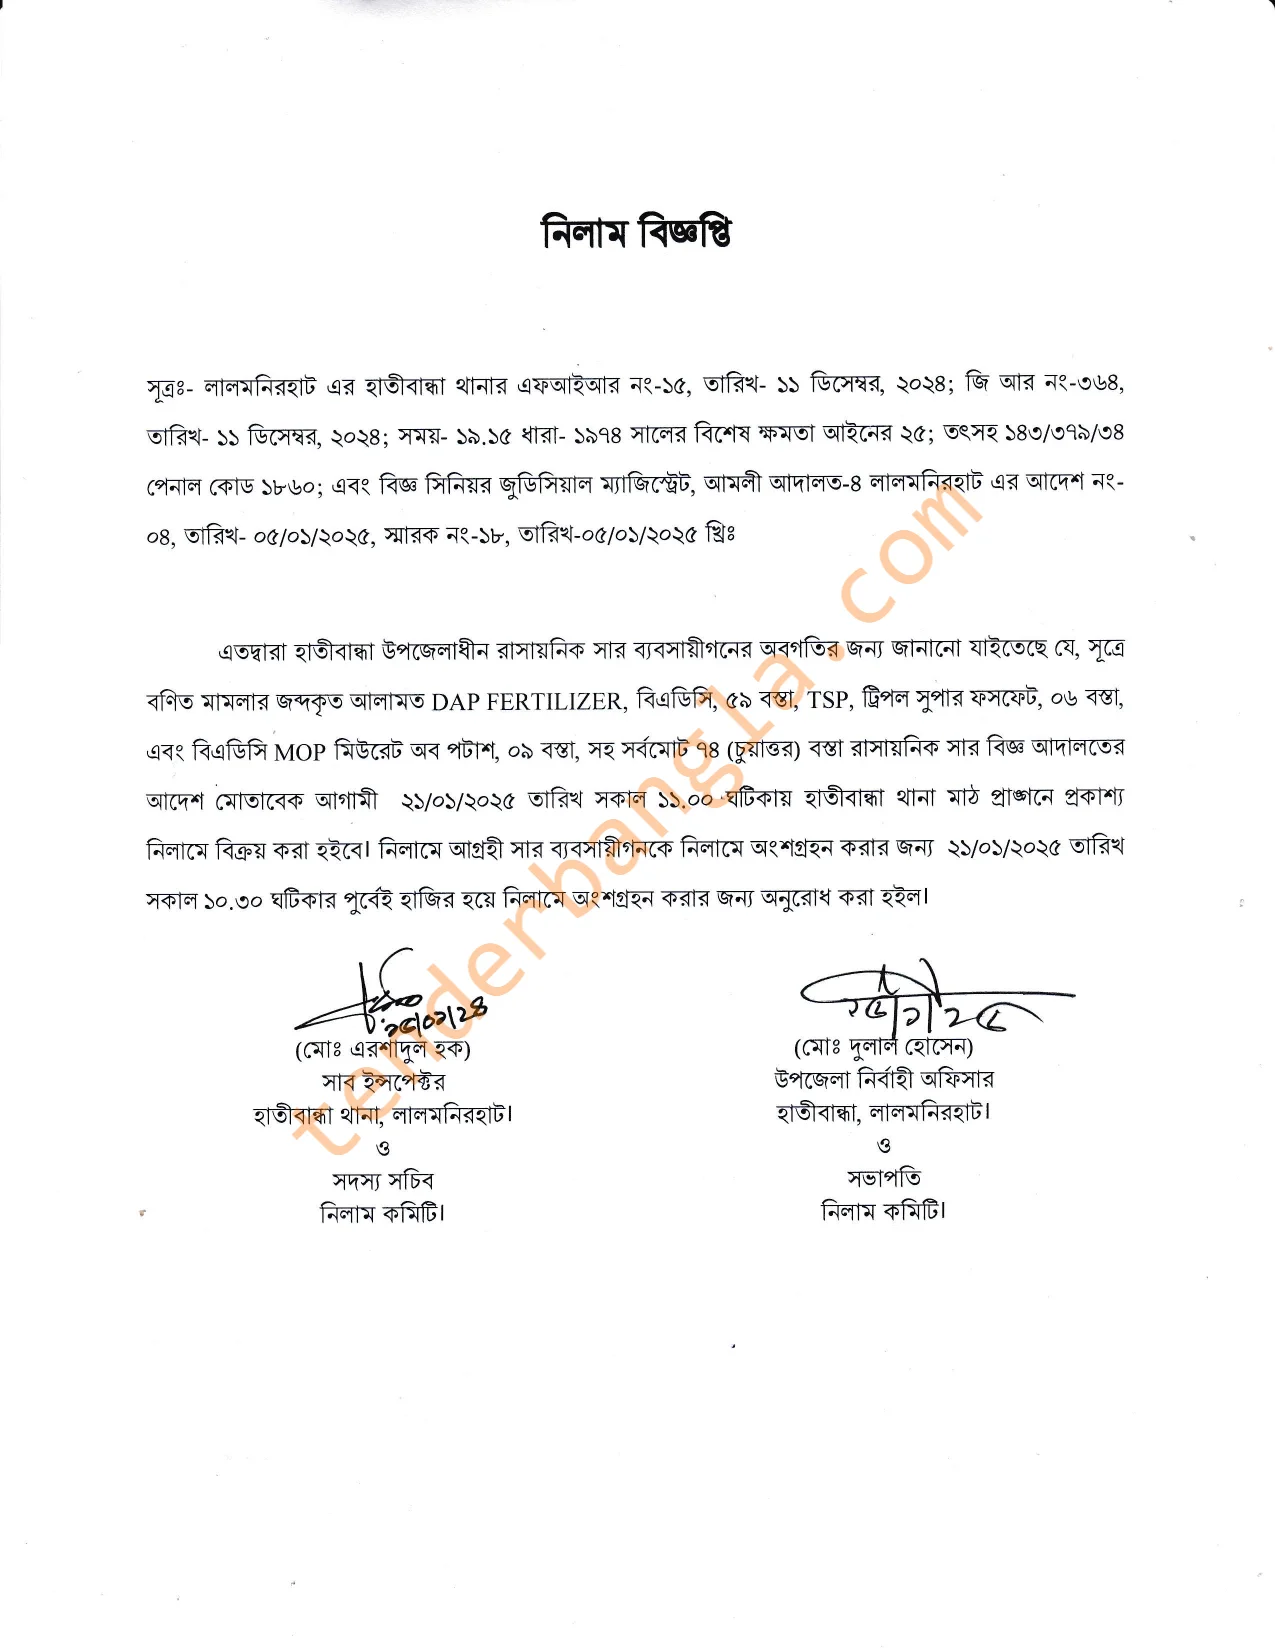 নিলাম বিজ্ঞপ্তি
সূত্রঃ- লালমনিরহাট এর হাতীবান্ধা থানার এফআইআর নং-১৫, তারিখ- ১১ ডিসেম্বর, ২০২৪; জি আর নং-৩৬৪,
তারিখ- ১১ ডিসেম্বর, ২০২৪; সময়- ১৯.১৫ ধারা- ১৯৭৪ সালের বিশেষ ক্ষমতা আইনের ২৫; তৎসহ ১৪৩/৩৭৯/৩৪
পেনাল কোড ১৮৬০; এবং বিজ্ঞ সিনিয়র জুডিসিয়াল ম্যাজিস্ট্রেট, আমলী আদালত-৪ লালমনিরহাট এর আদেশ নং-
০৪, তারিখ- ০৫/০১/২০২৫, স্মারক নং-১৮, তারিখ-০৫/০১/২০২৫ খ্রিঃ
এতদ্বারা হাতীবান্ধা উপজেলাধীন রাসায়নিক সার ব্যবসায়ীগনের অবগতির জন্য জানানো যাইতেছে যে, সূত্রে
বর্ণিত মামলার জব্দকৃত আলামত DAP FERTILIZER, বিএডিসি, ৫৯ বস্তা, TSP, ট্রিপল সুপার ফসফেট, ০৬ বস্তা,
এবং বিএডিসি MOP মিউরেট অব পটাশ, ০৯ বস্তা, সহ সর্বমোট ৭৪ (চুয়াত্তর) বস্তা রাসায়নিক সার বিজ্ঞ আদালতের
আদেশ মোতাবেক আগামী ২১/০১/২০২৫ তারিখ সকাল ১১.০০ ঘটিকায় হাতীবান্ধা থানা মাঠ প্রাঙ্গনে প্রকাশ্য
নিলামে বিক্রয় করা হইবে। নিলামে আগ্রহী সার ব্যবসায়ীগনকে নিলামে অংশগ্রহন করার জন্য ২১/০১/২০২৫ তারিখ
সকাল ১০.৩০ ঘটিকার পূর্বেই হাজির হয়ে নিলামে অংশগ্রহন করার জন্য অনুরোধ করা হইল।
(মোঃ এরশাদুল হক)
সাব ইন্সপেক্টর
হাতীবান্ধা থানা, লালমনিরহাট।
ও
সদস্য সচিব
নিলাম কমিটি।
(মোঃ দুলাল হোসেন)
উপজেলা নির্বাহী অফিসার
হাতীবান্ধা, লালমনিরহাট।
ও
সভাপতি
নিলাম কমিটি।
tenderbangla.com